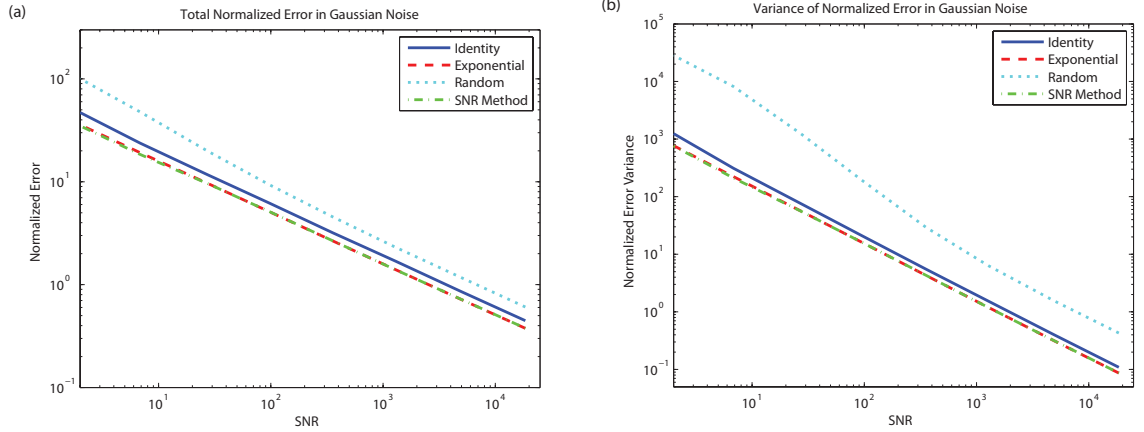 (a)
Total Normalized Error in Gaussian Noise
Identity
Exponential
Random
SNR Method
10^2
10^1
10^0
10^-1
Normalized Error
10^1
10^2
10^3
10^4
SNR
(b)
Variance of Normalized Error in Gaussian Noise
Identity
Exponential
Random
SNR Method
10^5
10^4
10^3
10^2
10^1
10^0
10^-1
Normalized Error Variance
10^1
10^2
10^3
10^4
SNR